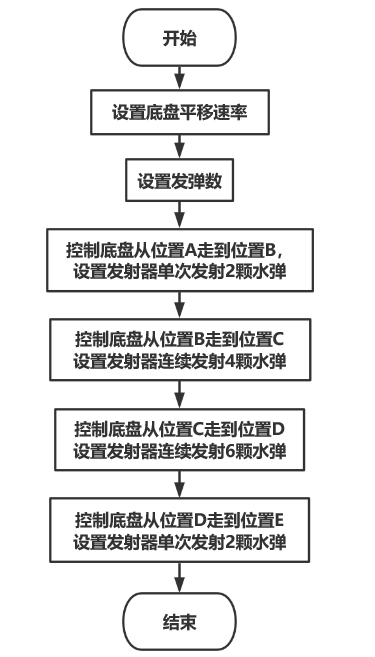 开始
设置底盘平移速率
设置发弹数
控制底盘从位置A走到位置B，
设置发射器单次发射2颗水弹
控制底盘从位置B走到位置C
设置发射器连续发射4颗水弹
控制底盘从位置C走到位置D
设置发射器连续发射6颗水弹
控制底盘从位置D走到位置E
设置发射器单次发射2颗水弹
结束